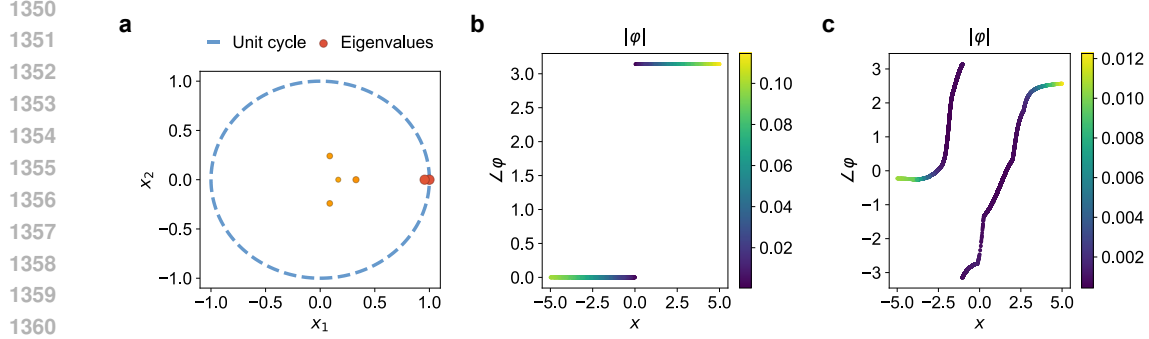 1350
1351
1352
1353
1354
1355
1356
1357
1358
1359
1360
a
Unit cycle
Eigenvalues
1.0
0.5
0.0
−0.5
−1.0
x2
−1.0 −0.5 0.0 0.5 1.0
x1
b
|φ|
3.0
2.5
2.0
1.5
1.0
0.5
0.0
∠φ
−5.0 −2.5 0.0 2.5 5.0
x
0.10
0.08
0.06
0.04
0.02
c
|φ|
3
2
1
0
−1
−2
−3
∠φ
−5.0 −2.5 0.0 2.5 5.0
x
0.012
0.010
0.008
0.006
0.004
0.002